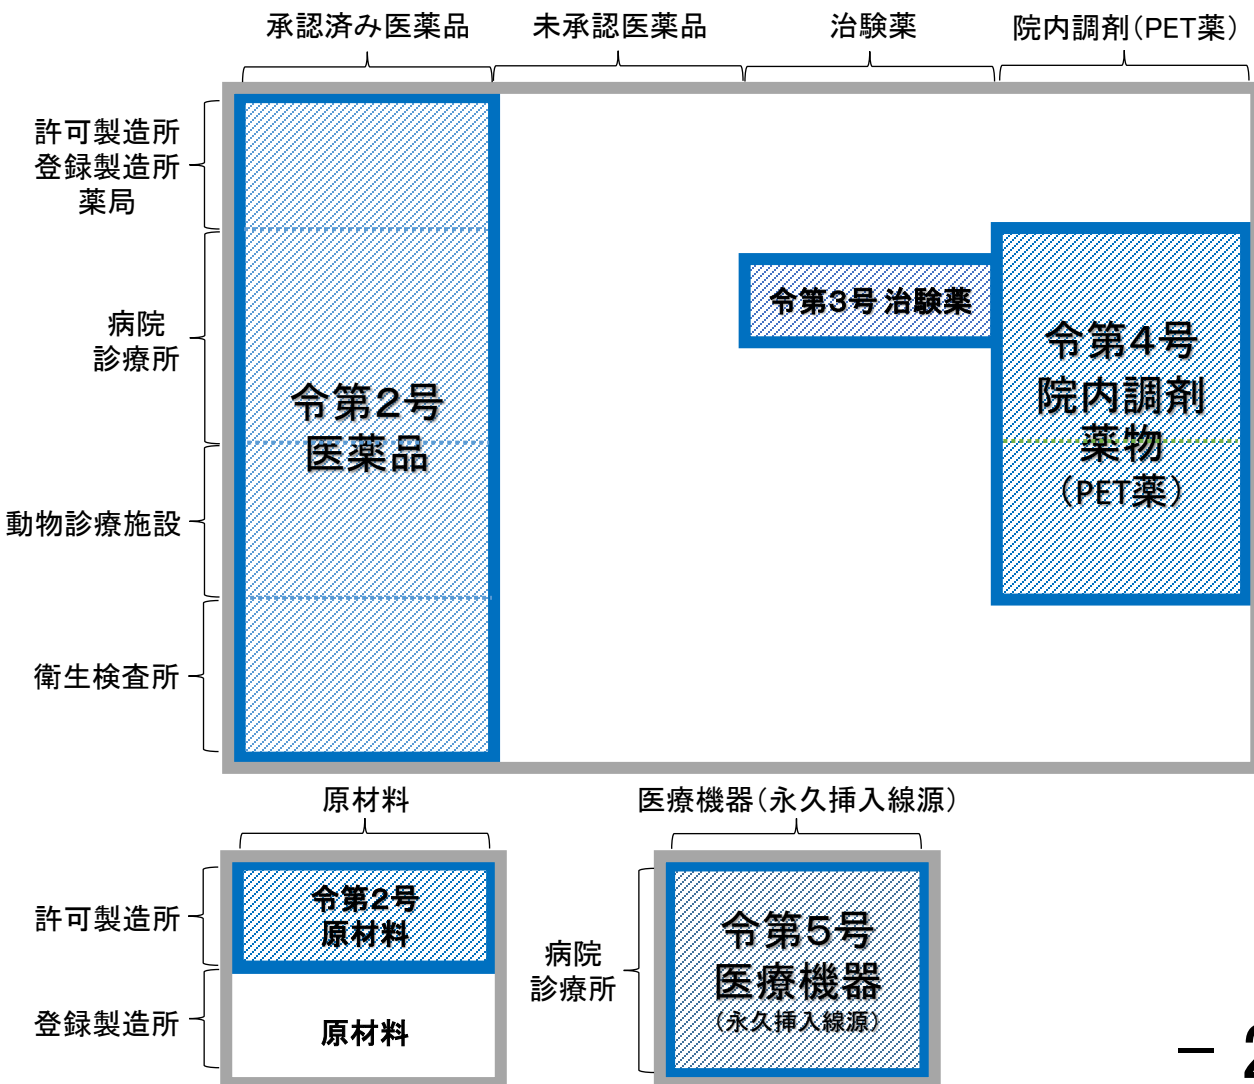 承認済み医薬品
未承認医薬品
治験薬
院内調剤(PET薬)
許可製造所
登録製造所
薬局
病院
診療所
動物診療施設
衛生検査所
令第2号
医薬品
令第3号 治験薬
令第4号
院内調剤
薬物
(PET薬)
原材料
医療機器(永久挿入線源)
許可製造所
登録製造所
令第2号
原材料
原材料
病院
診療所
令第5号
医療機器
(永久挿入線源)